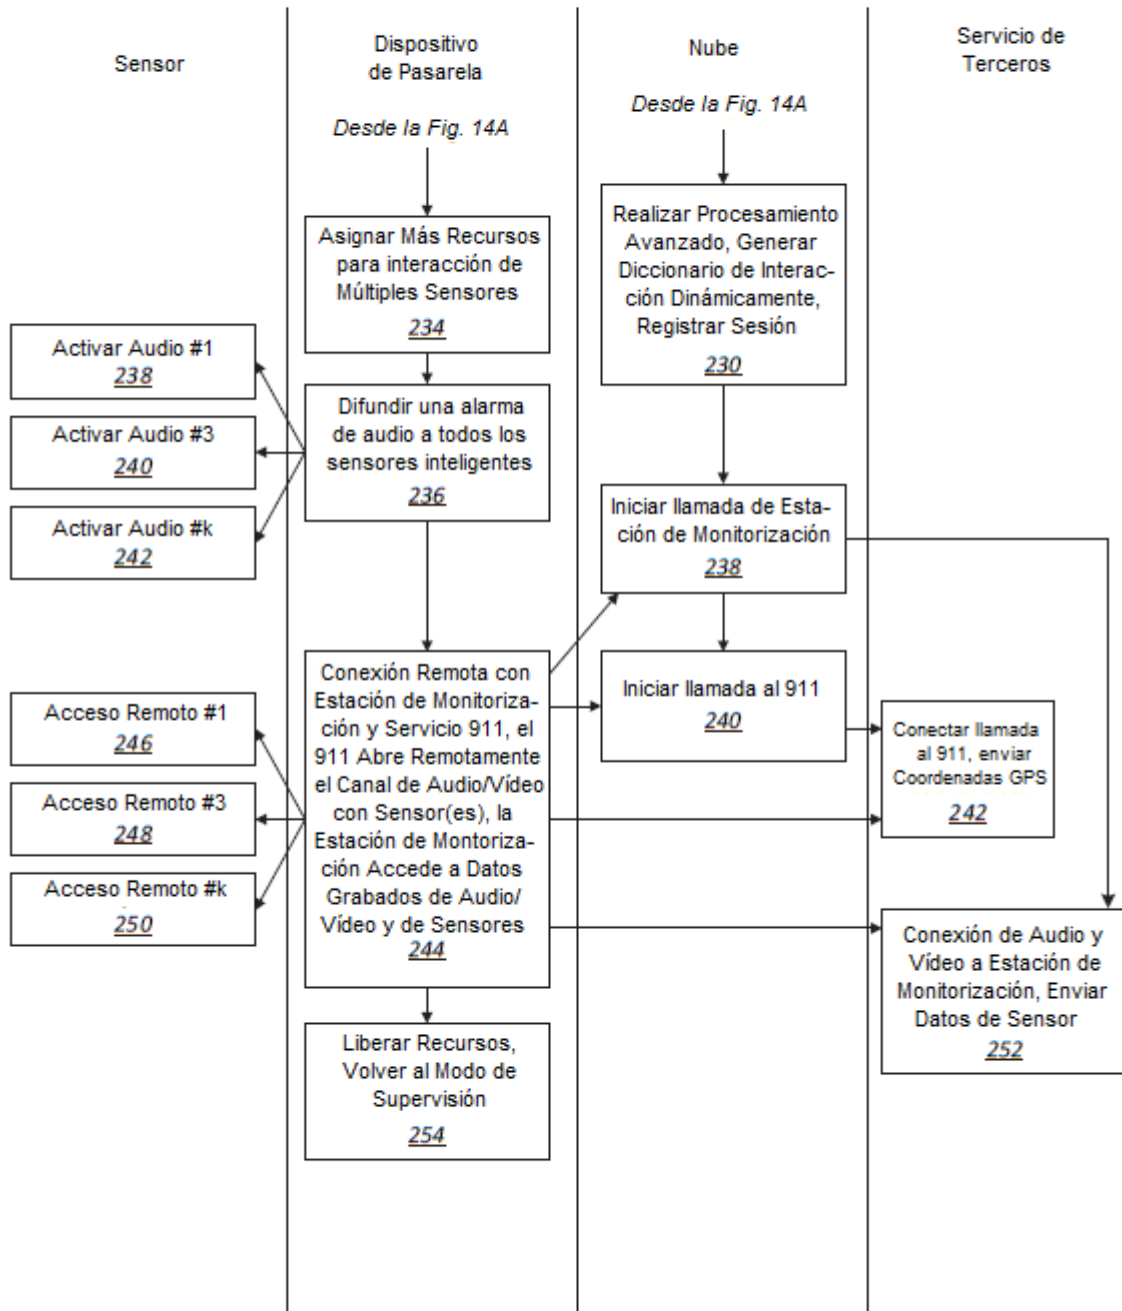 Sensor
Dispositivo
de Pasarela
Nube
Servicio de
Terceros
Desde la Fig. 14A
Desde la Fig. 14A
Asignar Más Recursos
para interacción de
Múltiples Sensores
234
Realizar Procesamiento
Avanzado, Generar
Diccionario de Interac-
ción Dinámicamente,
Registrar Sesión
230
Activar Audio #1
238
Activar Audio #3
240
Activar Audio #k
242
Difundir una alarma
de audio a todos los
sensores inteligentes
236
Iniciar llamada de Esta-
ción de Monitorización
238
Iniciar llamada al 911
240
Conexión Remota con
Estación de Monitoriza-
ción y Servicio 911, el
911 Abre Remotamente
el Canal de Audio/Vídeo
con Sensor(es), la
Estación de Montoriza-
ción Accede a Datos
Grabados de Audio/
Vídeo y de Sensores
244
Acceso Remoto #1
246
Acceso Remoto #3
248
Acceso Remoto #k
250
Conectar llamada
al 911, enviar
Coordenadas GPS
242
Conexión de Audio y
Vídeo a Estación de
Monitorización, Enviar
Datos de Sensor
252
Liberar Recursos,
Volver al Modo de
Supervisión
254